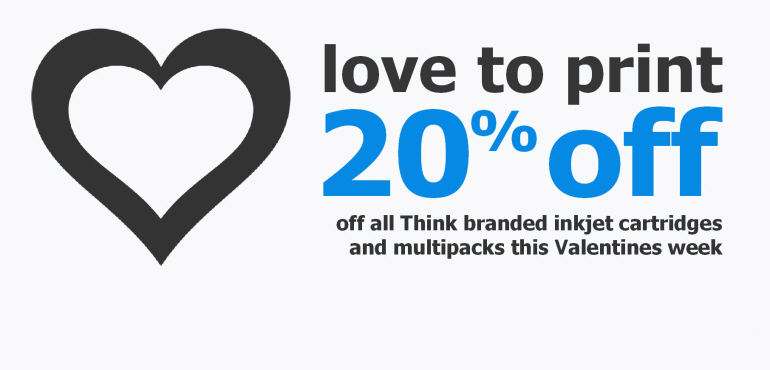 love to print
20% off
off all Think branded inkjet cartridges
and multipacks this Valentines week